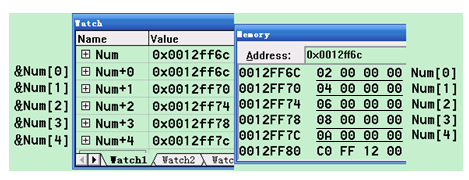 Watch
Name Value
Num 0x0012ff6c
&Num[0] Num+0 0x0012ff6c
&Num[1] Num+1 0x0012ff70
&Num[2] Num+2 0x0012ff74
&Num[3] Num+3 0x0012ff78
&Num[4] Num+4 0x0012ff7c
Watch1 Watch2 Watc
Memory
Address: 0x0012ff6c
0012FF6C 02 00 00 00 Num[0]
0012FF70 04 00 00 00 Num[1]
0012FF74 06 00 00 00 Num[2]
0012FF78 08 00 00 00 Num[3]
0012FF7C 0A 00 00 00 Num[4]
0012FF80 C0 FF 12 00